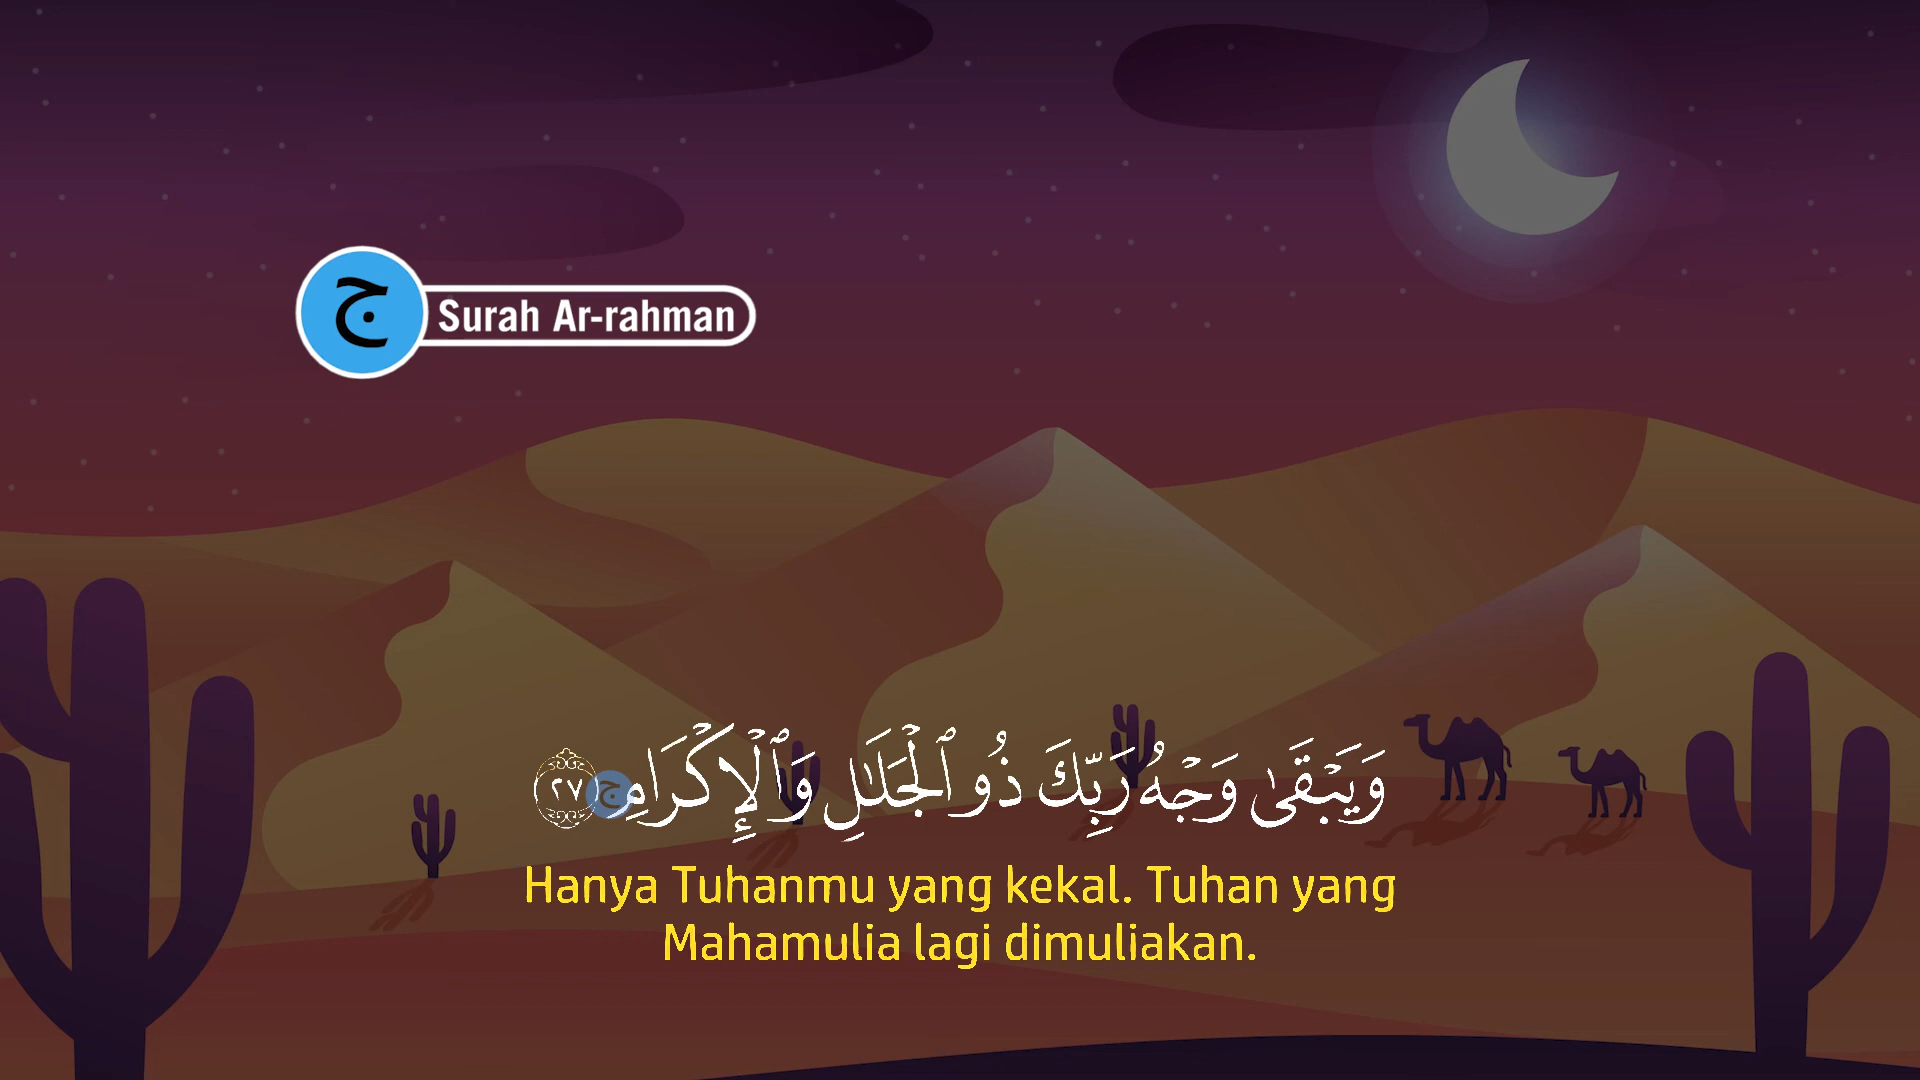 ج
Surah Ar-rahman
وَيَبْقَىٰ وَجْهُ رَبِّكَ ذُو ٱلْجَلَـٰلِ وَٱلْإِكْرَامِ ج ٢٧
Hanya Tuhanmu yang kekal. Tuhan yang
Mahamulia lagi dimuliakan.